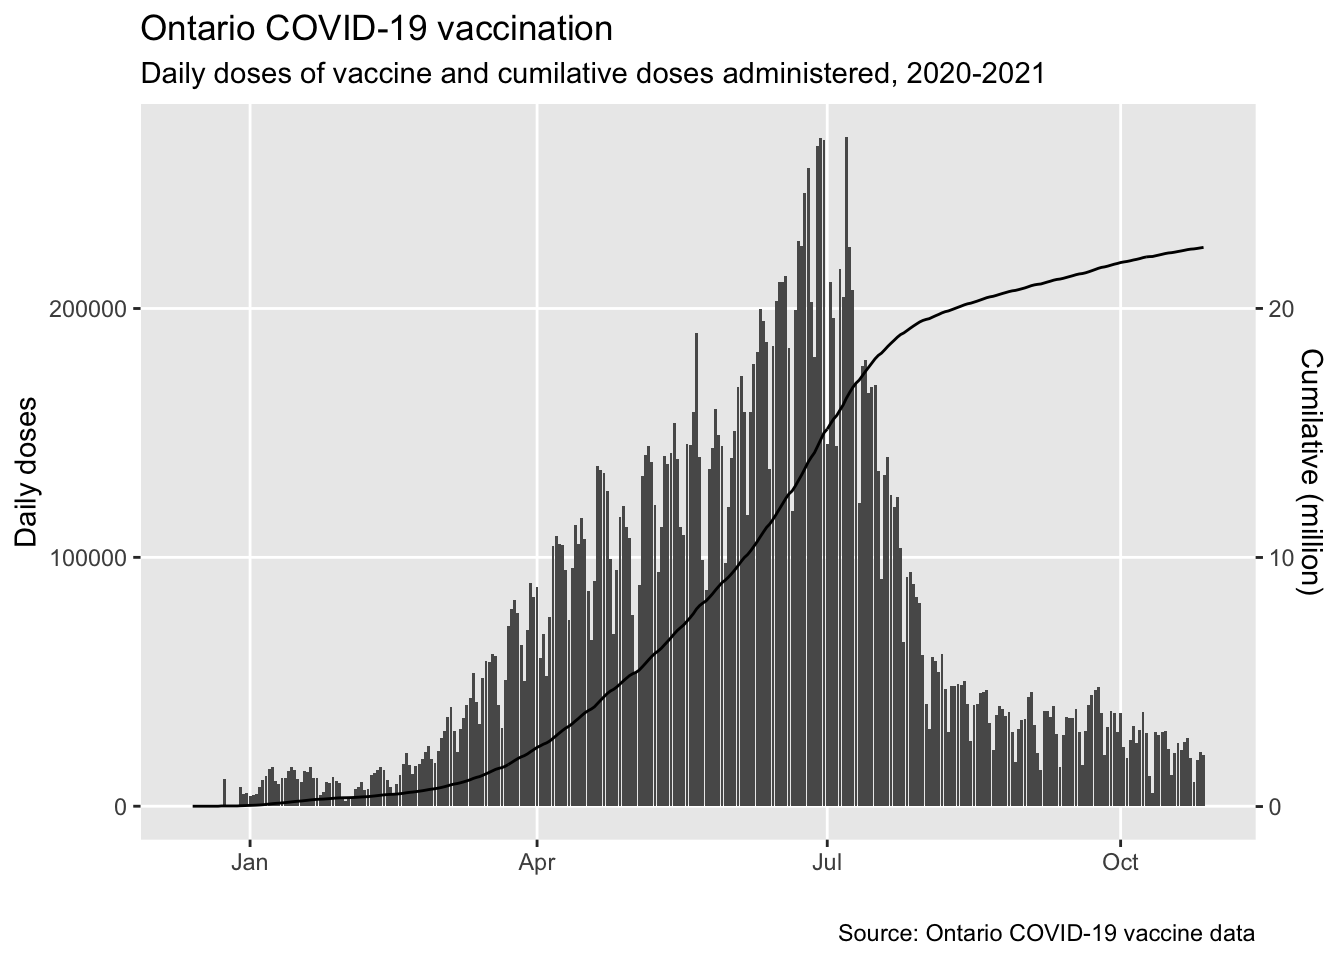 Ontario COVID-19 vaccination
Daily doses of vaccine and cumilative doses administered, 2020-2021
Daily doses
200000
100000
0
20
10
0
Cumilative (million)
Jan Apr Jul Oct
Source: Ontario COVID-19 vaccine data